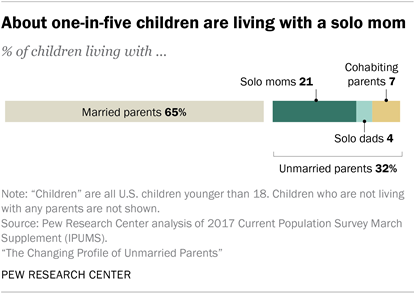 About one-in-five children are living with a solo mom
% of children living with ...
Solo moms 21
Cohabiting
parents 7
Married parents 65%
Solo dads 4
Unmarried parents 32%
Note: “Children” are all U.S. children younger than 18. Children who are not living
with any parents are not shown.
Source: Pew Research Center analysis of 2017 Current Population Survey March
Supplement (IPUMS).
“The Changing Profile of Unmarried Parents”
PEW RESEARCH CENTER